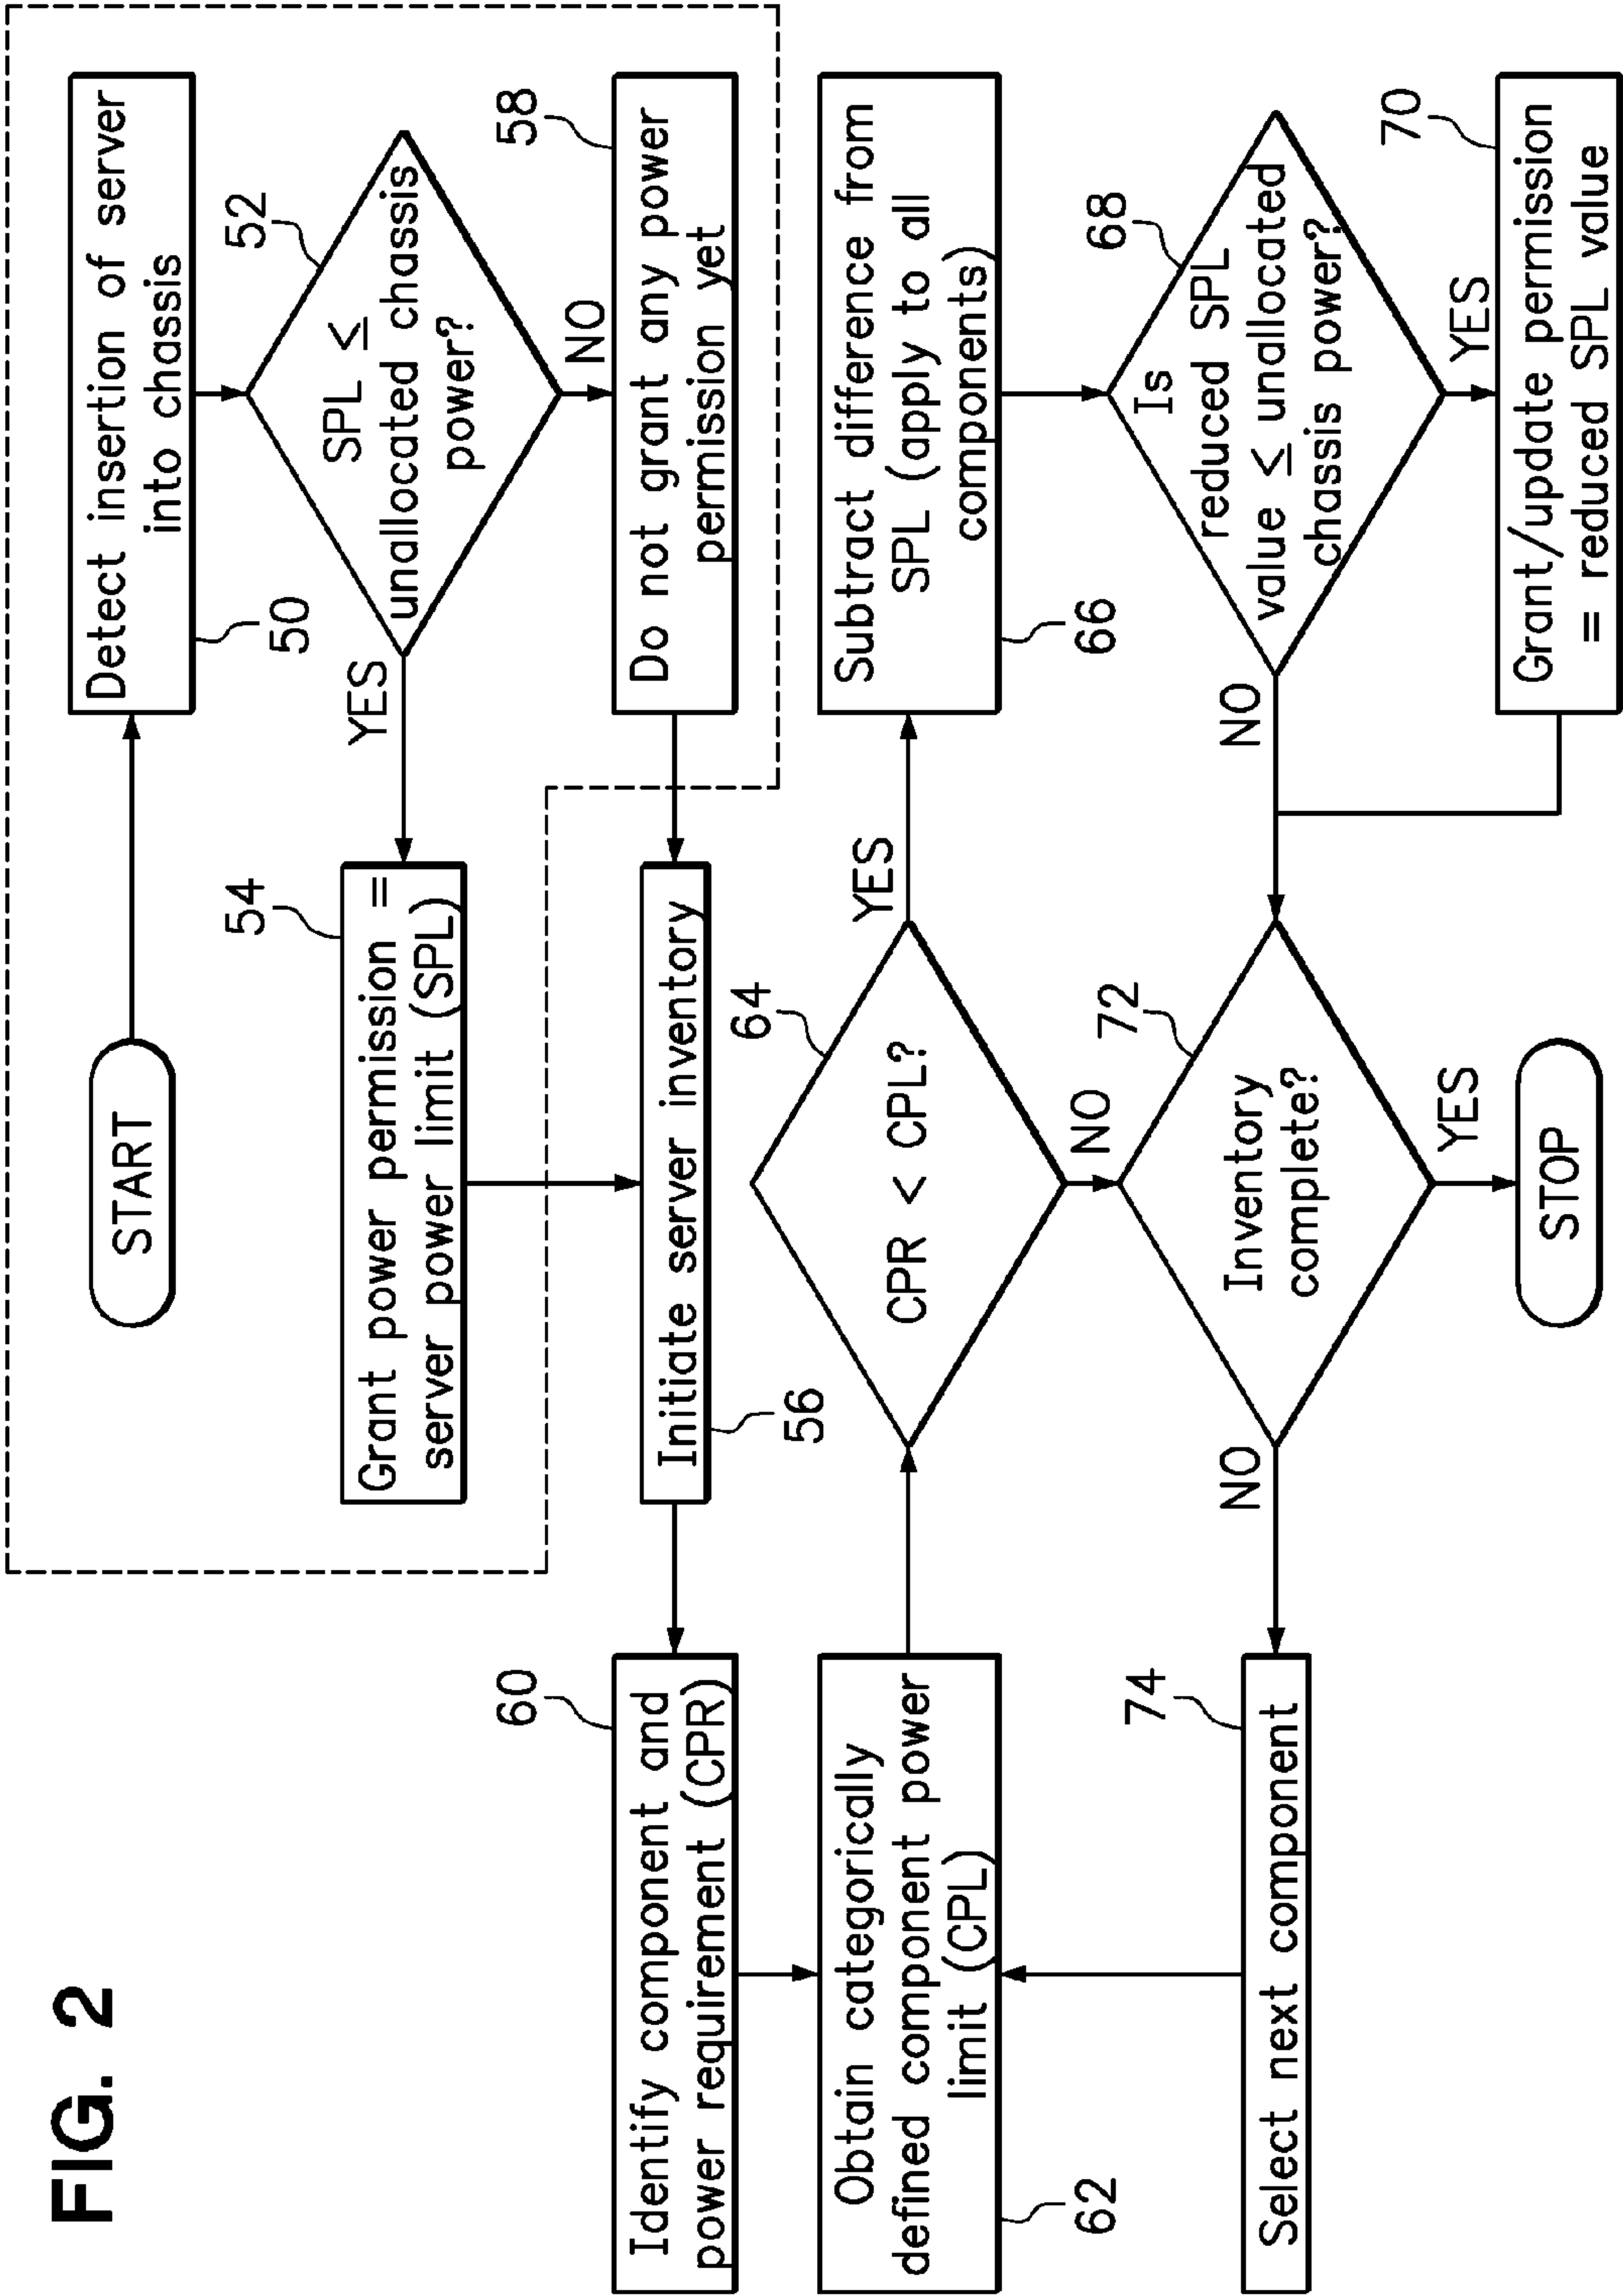 FIG. 2
START
Detect insertion of server
into chassis
50
SPL ≤
unallocated chassis
power?
52
YES
NO
Grant power permission =
server power limit (SPL)
54
Do not grant any power
permission yet
58
Initiate server inventory
56
Identify component and
power requirement (CPR)
60
Obtain categorically
defined component power
limit (CPL)
62
CPR < CPL?
64
YES
NO
Subtract difference from
SPL (apply to all
components)
66
Is
reduced SPL
value ≤ unallocated
chassis power?
68
NO
YES
Grant/update permission
= reduced SPL value
70
Inventory
complete?
72
NO
YES
Select next component
74
STOP